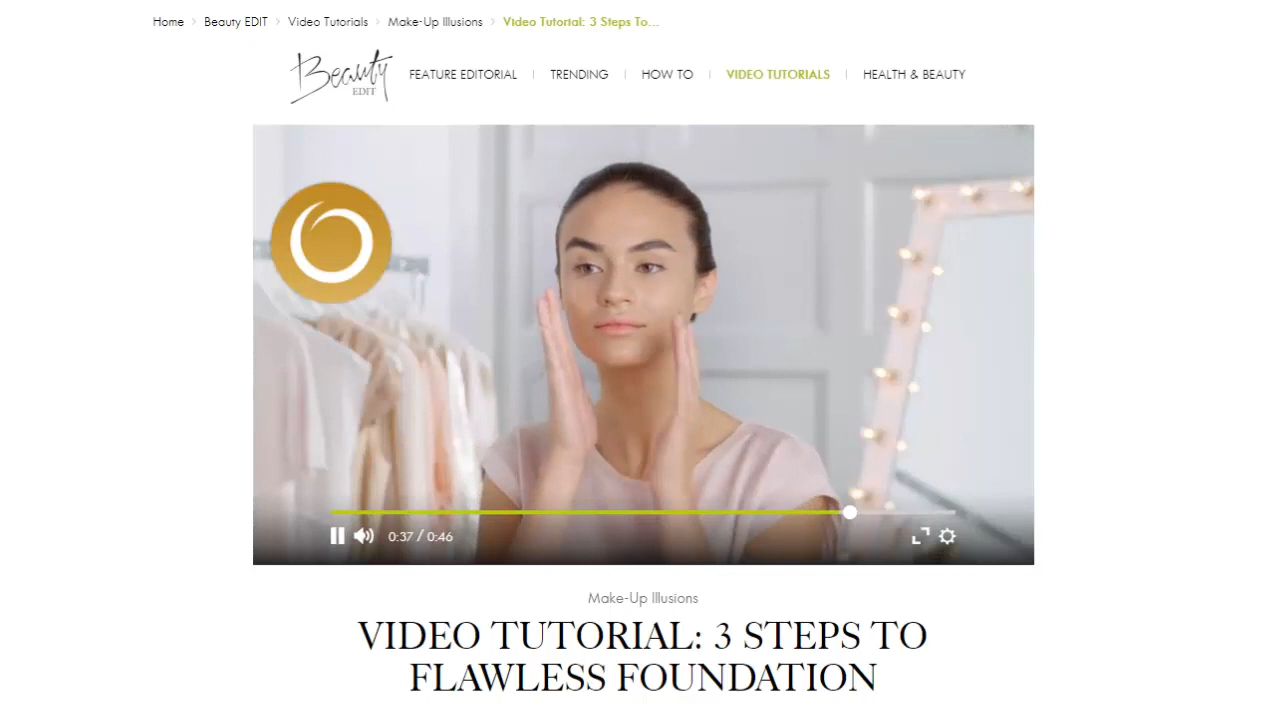 Home > Beauty EDIT > Video Tutorials > Make-Up Illusions > Video Tutorial: 3 Steps To...
Beauty EDIT
FEATURE EDITORIAL | TRENDING | HOW TO | VIDEO TUTORIALS | HEALTH & BEAUTY
0:37 / 0:46
Make-Up Illusions
VIDEO TUTORIAL: 3 STEPS TO
FLAWLESS FOUNDATION